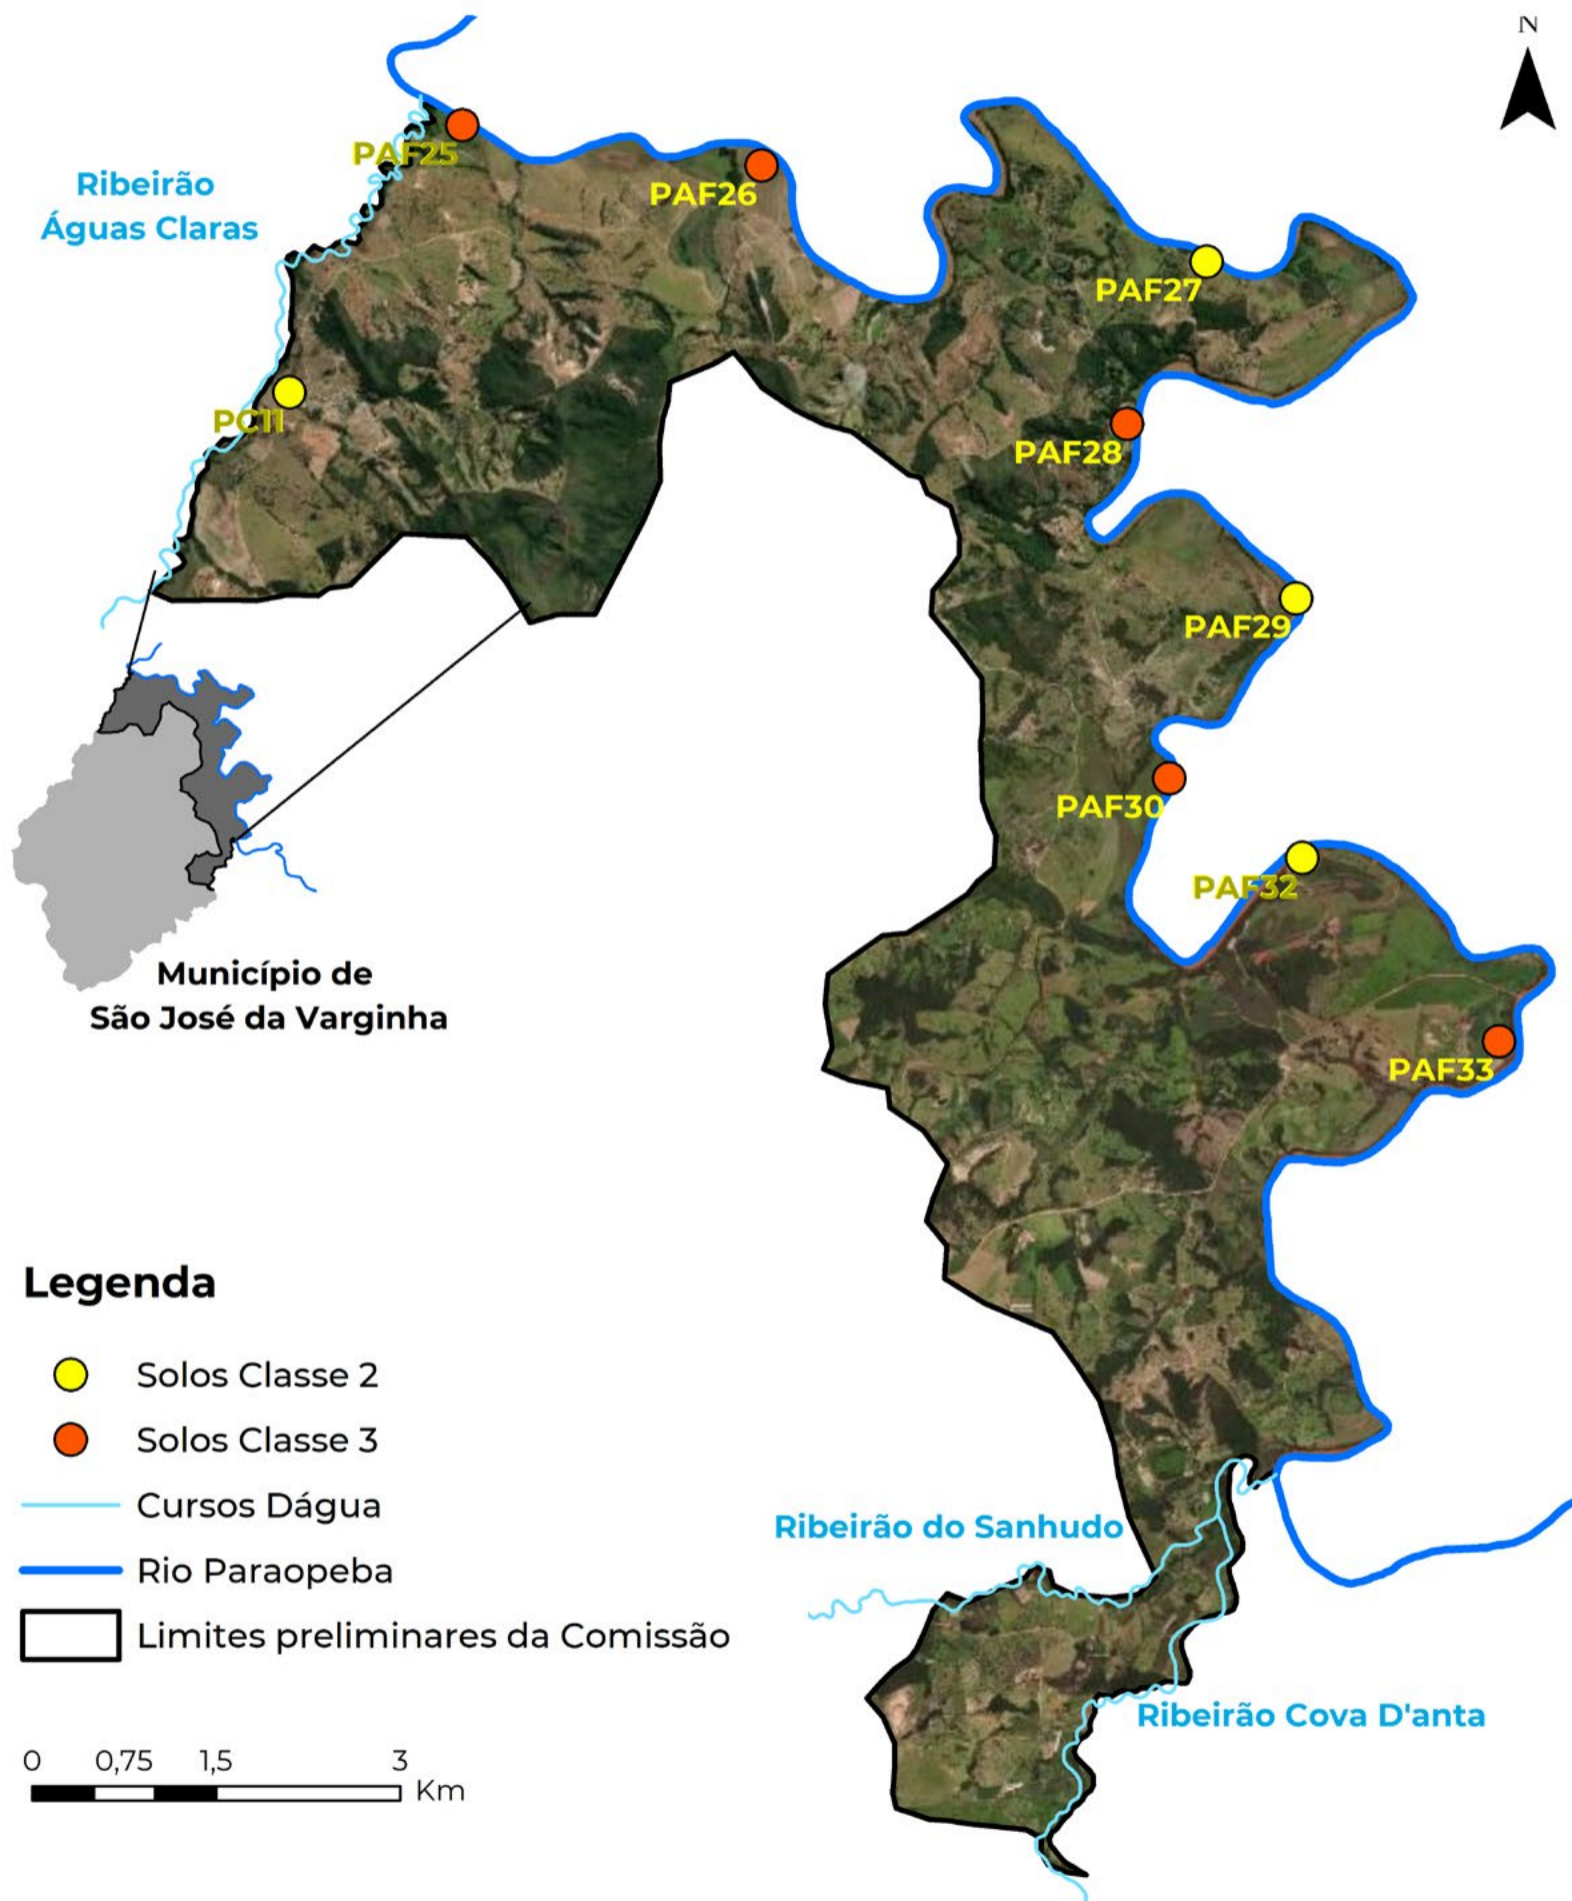 N
PAF25
Ribeirão
Águas Claras
PAF26
PAF27
PC11
PAF28
PAF29
PAF30
PAF32
Município de
São José da Varginha
PAF33
Legenda
Solos Classe 2
Solos Classe 3
Cursos Dágua
Rio Paraopeba
Limites preliminares da Comissão
Ribeirão do Sanhudo
Ribeirão Cova D'anta
0 0,75 1,5 3
Km